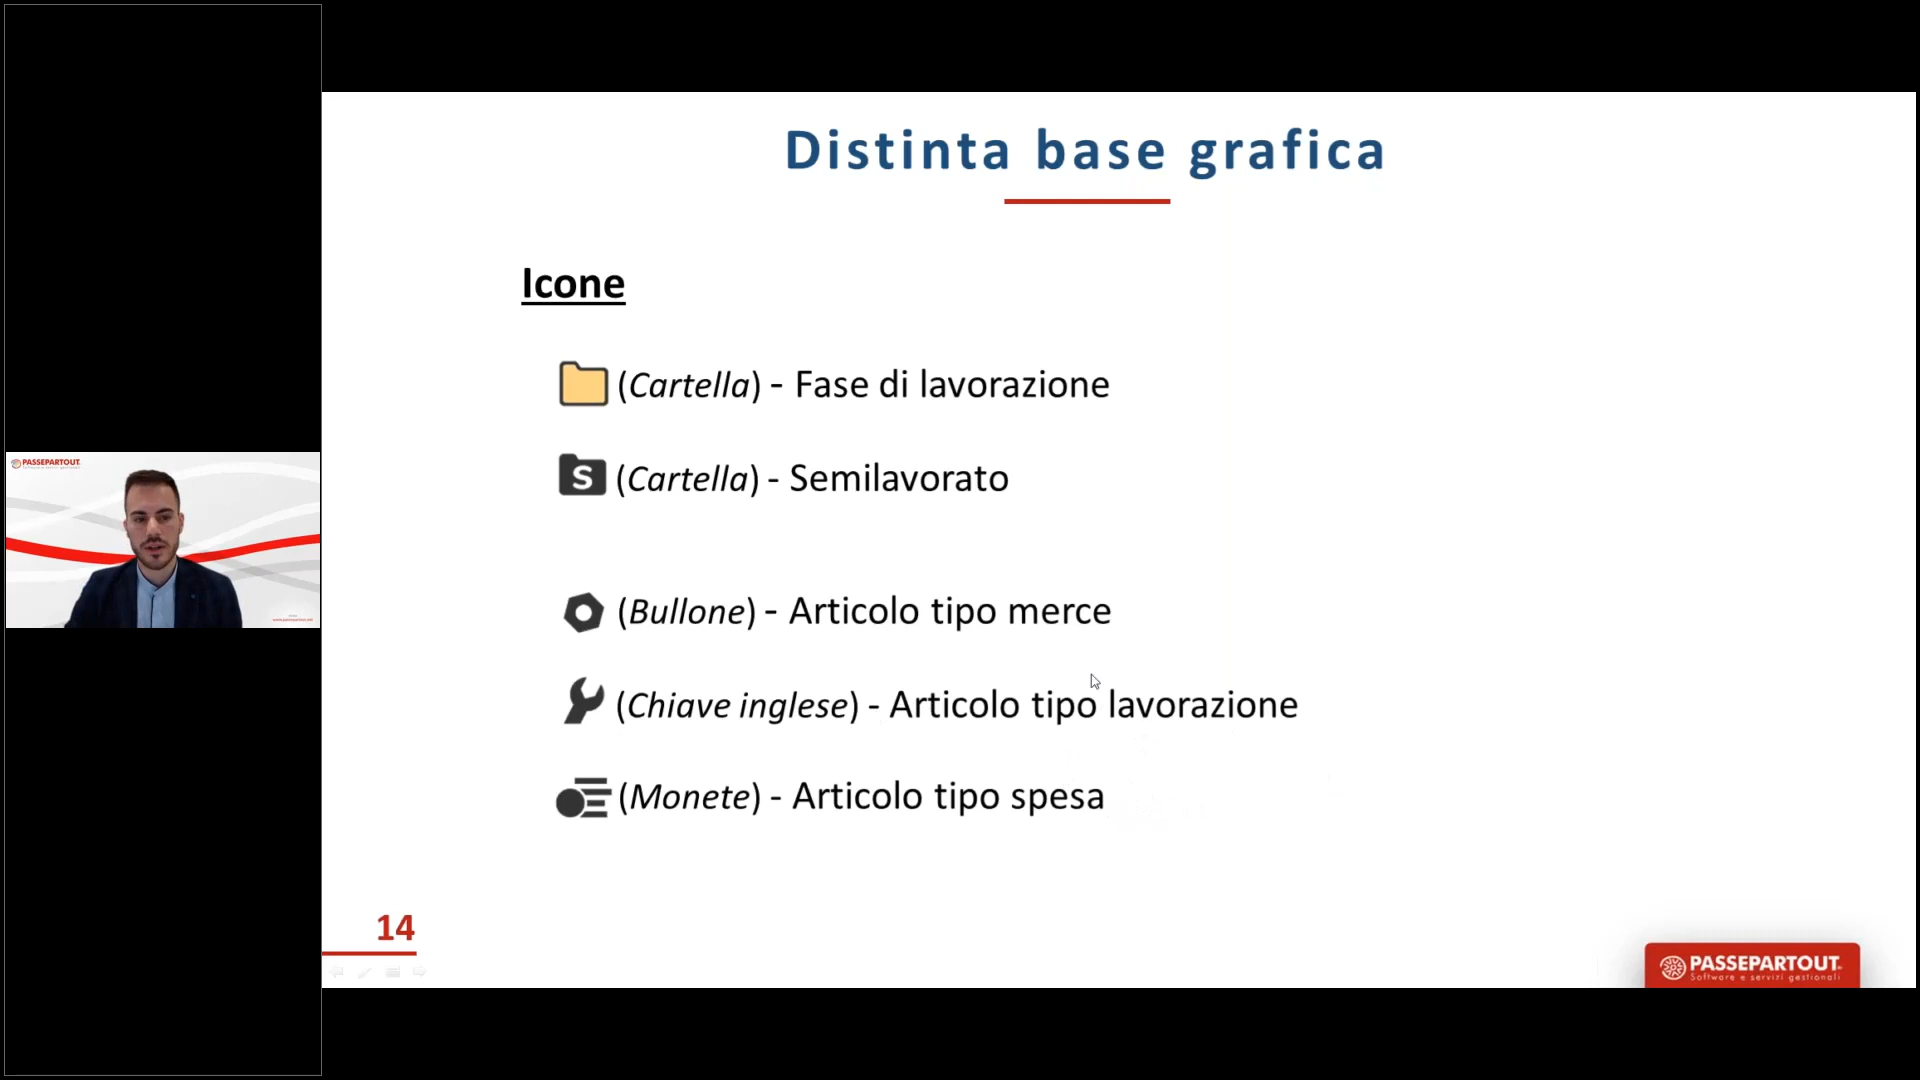 Distinta base grafica
Icone
(Cartella) - Fase di lavorazione
S (Cartella) - Semilavorato
(Bullone) - Articolo tipo merce
(Chiave inglese) - Articolo tipo lavorazione
(Monete) - Articolo tipo spesa
14
PASSEPARTOUT
Software e servizi gestionali
PASSEPARTOUT